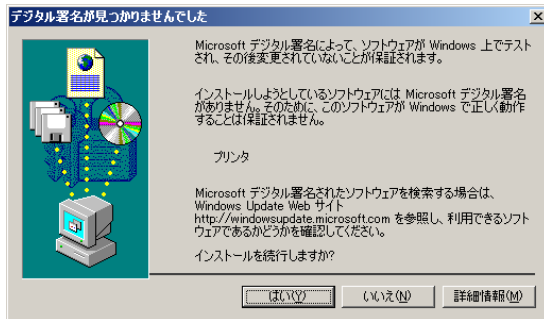 デジタル署名が見つかりませんでした
Microsoft デジタル署名によって、ソフトウェアが Windows 上でテスト
され、その後変更されていないことが保証されます。
インストールしようとしているソフトウェアには Microsoft デジタル署名
がありません。そのために、このソフトウェアが Windows で正しく動作
することは保証されません。
プリンタ
Microsoft デジタル署名されたソフトウェアを検索する場合は、
Windows Update Web サイト
http://windowsupdate.microsoft.com を参照し、利用できるソフト
ウェアであるかどうかを確認してください。
インストールを続行しますか?
はい(Y) いいえ(N) 詳細情報(M)